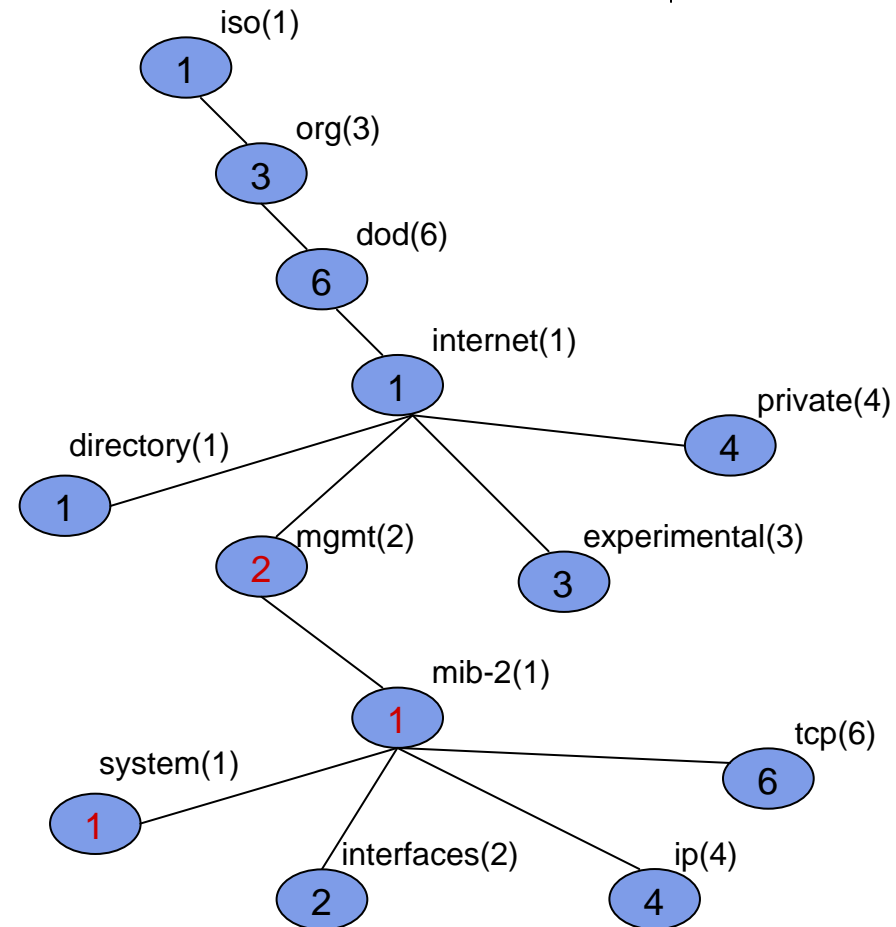 iso(1)
1
org(3)
3
dod(6)
6
internet(1)
1
private(4)
4
directory(1)
1
mgmt(2)
2
experimental(3)
3
mib-2(1)
1
tcp(6)
6
system(1)
1
interfaces(2)
2
ip(4)
4